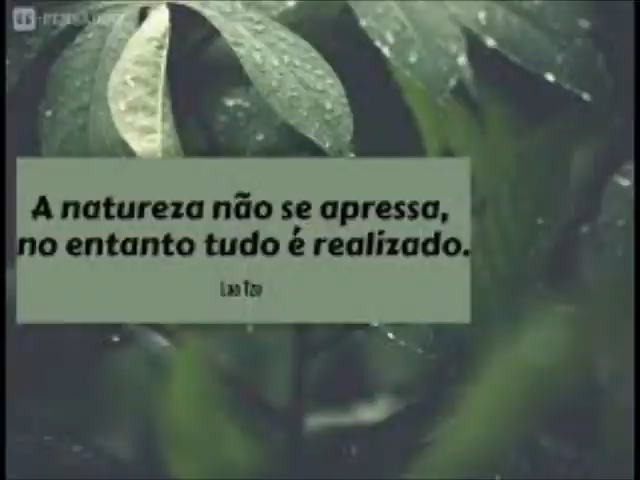 A natureza não se apressa,
no entanto tudo é realizado.
Lao Tzu